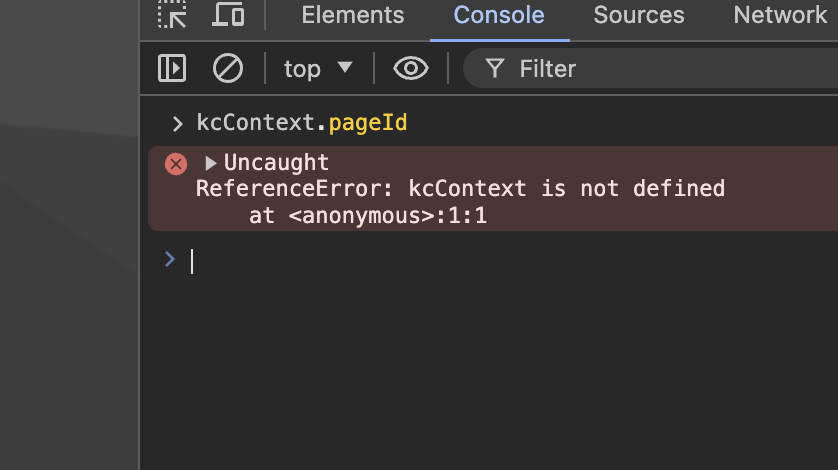 Elements Console Sources Network
top Filter
kcContext.pageId
Uncaught
ReferenceError: kcContext is not defined
at <anonymous>:1:1